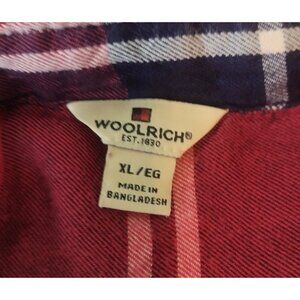 WOOLRICH®
EST. 1830
XL/EG
MADE IN
BANGLADESH